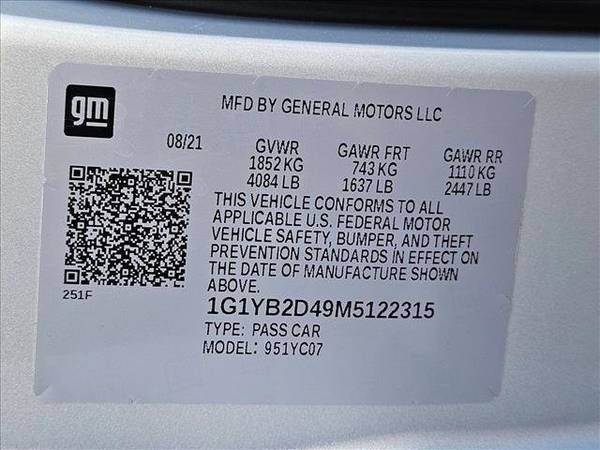 gm
MFD BY GENERAL MOTORS LLC
08/21
GVWR
1852 KG
4084 LB
GAWR FRT
743 KG
1637 LB
GAWR RR
1110 KG
2447 LB
THIS VEHICLE CONFORMS TO ALL
APPLICABLE U.S. FEDERAL MOTOR
VEHICLE SAFETY, BUMPER, AND THEFT
PREVENTION STANDARDS IN EFFECT ON
THE DATE OF MANUFACTURE SHOWN
ABOVE.
251F
1G1YB2D49M5122315
TYPE: PASS CAR
MODEL: 951YC07